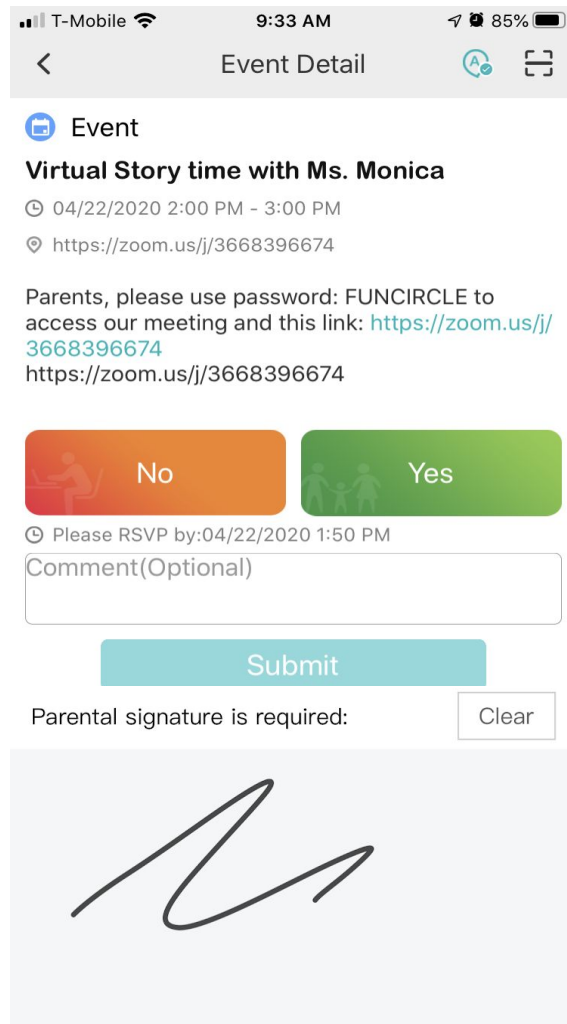 T-Mobile 9:33 AM 85%
Event Detail
Event
Virtual Story time with Ms. Monica
04/22/2020 2:00 PM - 3:00 PM
https://zoom.us/j/3668396674
Parents, please use password: FUNCIRCLE to
access our meeting and this link: https://zoom.us/j/
3668396674
https://zoom.us/j/3668396674
No Yes
Please RSVP by:04/22/2020 1:50 PM
Comment(Optional)
Submit
Parental signature is required: Clear